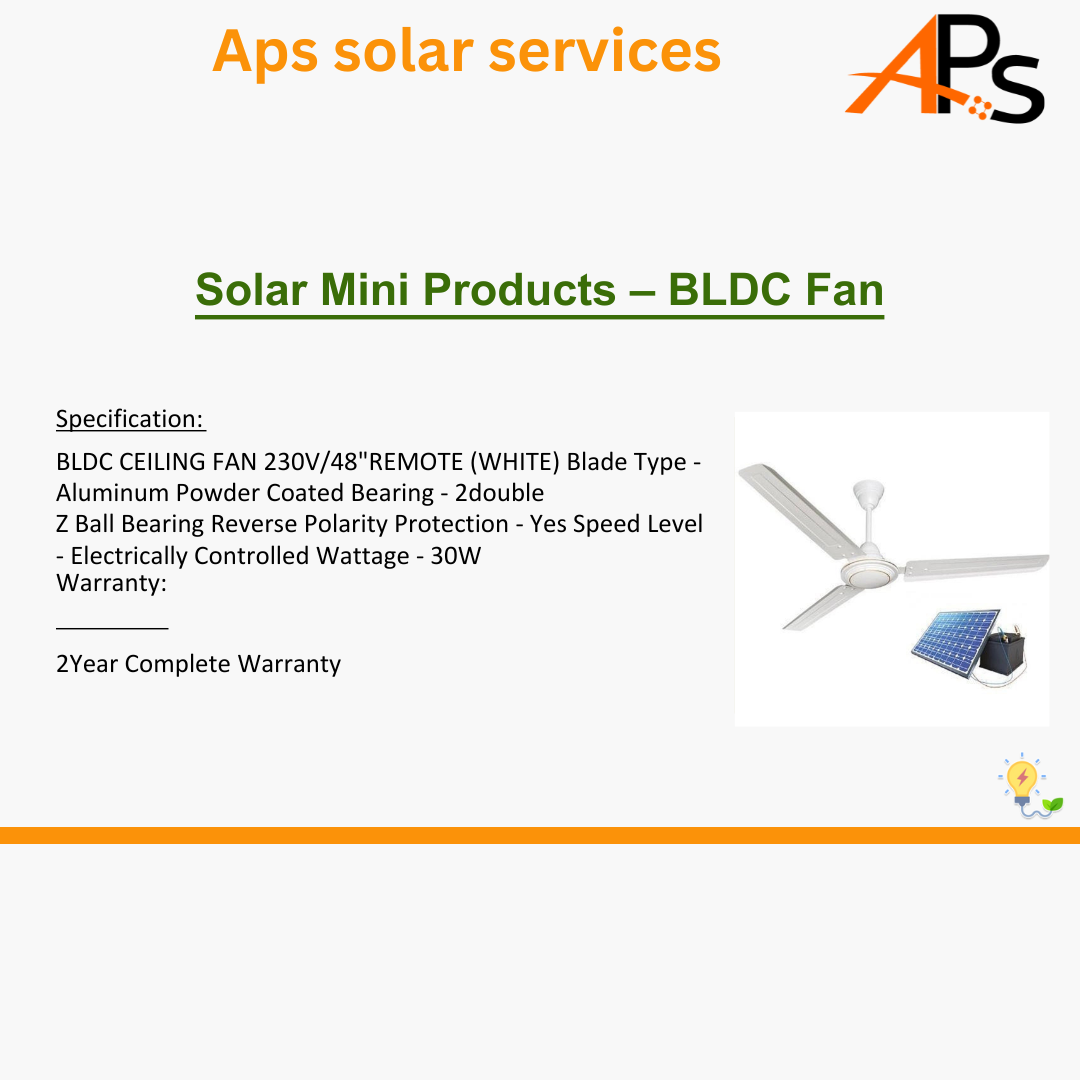 Aps solar services
APS
Solar Mini Products – BLDC Fan
Specification:
BLDC CEILING FAN 230V/48"REMOTE (WHITE) Blade Type -
Aluminum Powder Coated Bearing - 2double
Z Ball Bearing Reverse Polarity Protection - Yes Speed Level
- Electrically Controlled Wattage - 30W
Warranty:
2Year Complete Warranty